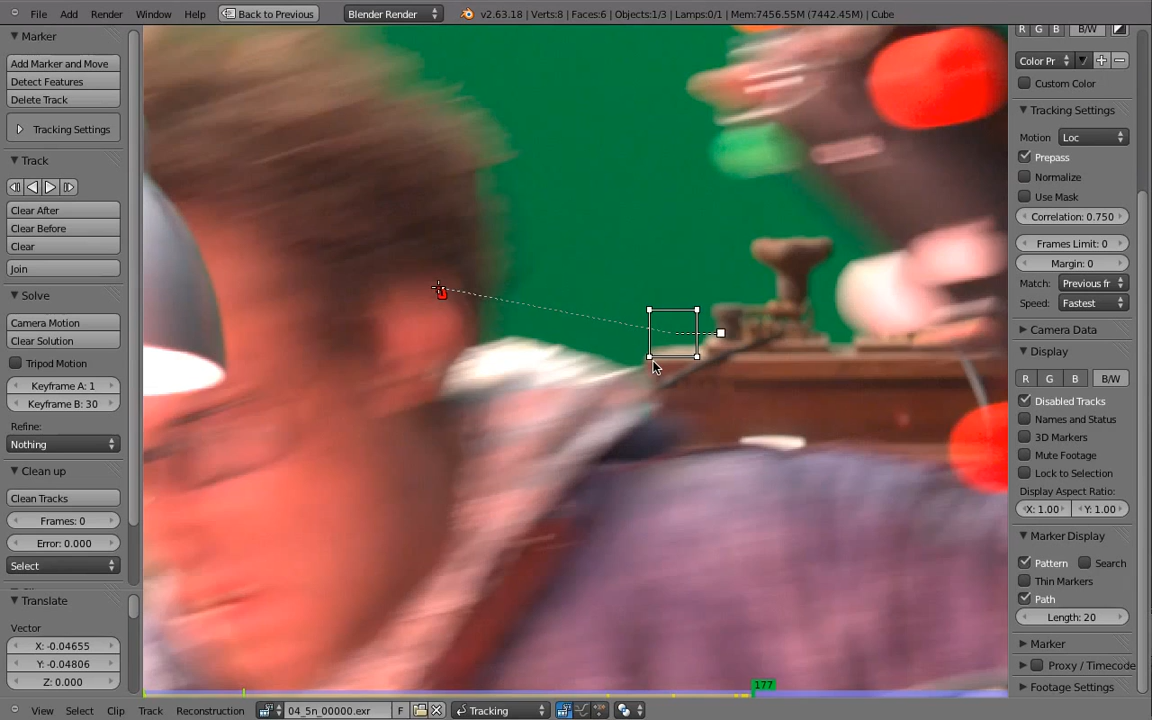 File Add Render Window Help Back to Previous Blender Render v2.63.18 | Verts:8 | Faces:6 | Objects:1/3 | Lamps:0/1 | Mem:7456.55M (7442.45M) | Cube
Marker
Add Marker and Move
Detect Features
Delete Track
Tracking Settings
Track
Clear After
Clear Before
Clear
Join
Solve
Camera Motion
Camera Solution
Tripod Motion
Keyframe A: 1
Keyframe B: 30
Refine:
Nothing
Clean up
Clean Tracks
Frames: 0
Error: 0.000
Select
Translate
Vector
X: -0.04655
Y: -0.04806
Z: 0.000
R G B B/W
Color Pr
Custom Color
Tracking Settings
Motion Loc
Prepass
Normalize
Use Mask
Correlation: 0.750
Frames Limit: 0
Margin: 0
Match: Previous fr
Speed: Fastest
Camera Data
Display
R G B B/W
Disabled Tracks
Names and Status
3D Markers
Mute Footage
Lock to Selection
Display Aspect Ratio:
X: 1.00 Y: 1.00
Marker Display
Pattern Search
Thin Markers
Path
Length: 20
Marker
Proxy / Timecode
Footage Settings
177
View Select Clip Track Reconstruction 04_5n_00000.exr F Tracking